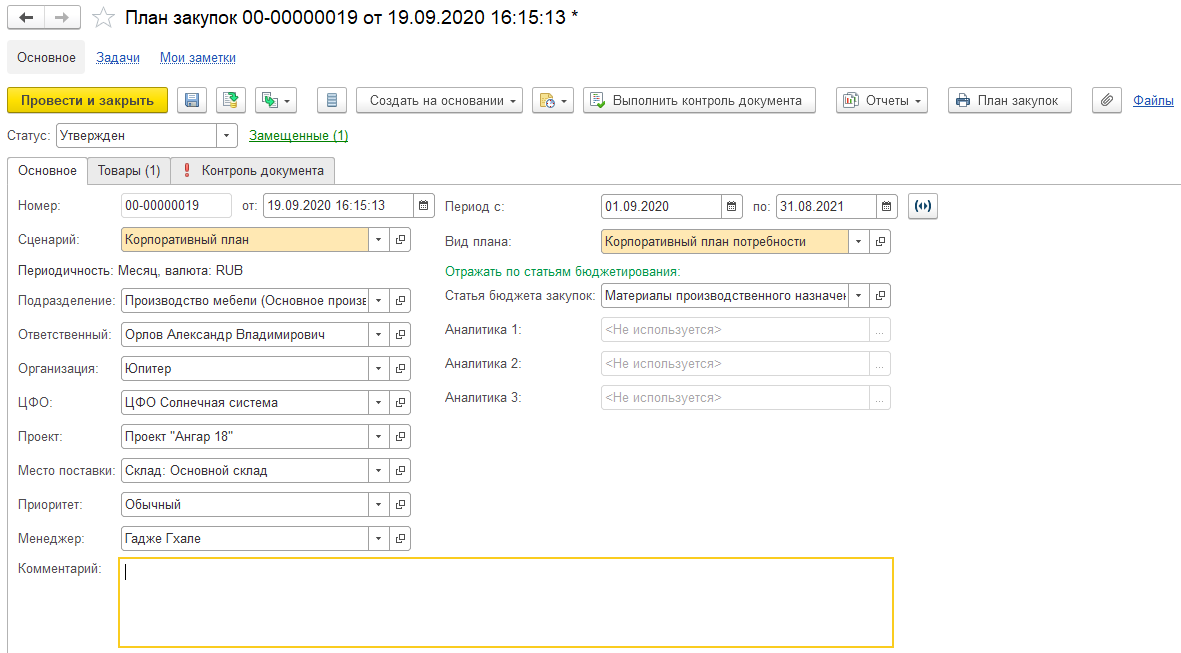 План закупок 00-00000019 от 19.09.2020 16:15:13 *
Основное Задачи Мои заметки
Провести и закрыть Создать на основании Выполнить контроль документа Отчеты План закупок Файлы
Статус: Утвержден Замещенные (1)
Основное Товары (1) ! Контроль документа
Номер: 00-00000019 от: 19.09.2020 16:15:13 Период с: 01.09.2020 по: 31.08.2021
Сценарий: Корпоративный план Вид плана: Корпоративный план потребности
Периодичность: Месяц, валюта: RUB Отражать по статьям бюджетирования:
Подразделение: Производство мебели (Основное произв Статья бюджета закупок: Материалы производственного назначен
Ответственный: Орлов Александр Владимирович Аналитика 1: <Не используется> ...
Организация: Юпитер Аналитика 2: <Не используется> ...
ЦФО: ЦФО Солнечная система Аналитика 3: <Не используется> ...
Проект: Проект "Ангар 18"
Место поставки: Склад: Основной склад
Приоритет: Обычный
Менеджер: Гадже Гхале
Комментарий: